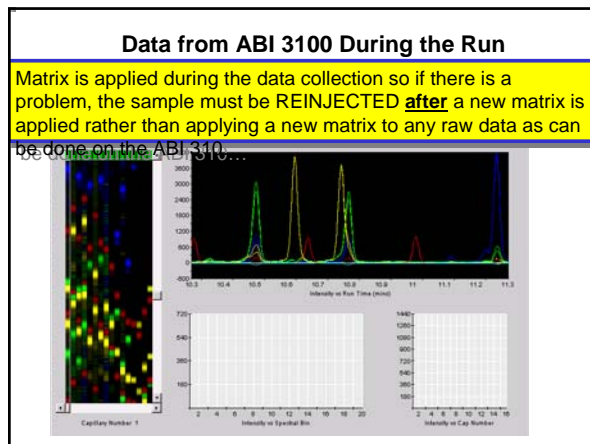 Data from ABI 3100 During the Run
Matrix is applied during the data collection so if there is a
problem, the sample must be REINJECTED after a new matrix is
applied rather than applying a new matrix to any raw data as can
be done on the ABI 310…
3600
3000
2400
1800
1200
600
0
-600
10.3 10.4 10.5 10.6 10.7 10.8 10.9 11 11.1 11.2 11.3
Intensity vs Run Time (mins)
720
540
360
180
2 4 6 8 10 12 14 16 18 20
Intensity vs Spectral Bin
1440
1260
1080
900
720
540
360
180
2 4 6 8 10 12 14 16
Intensity vs Cap Number
Capillary Number 1